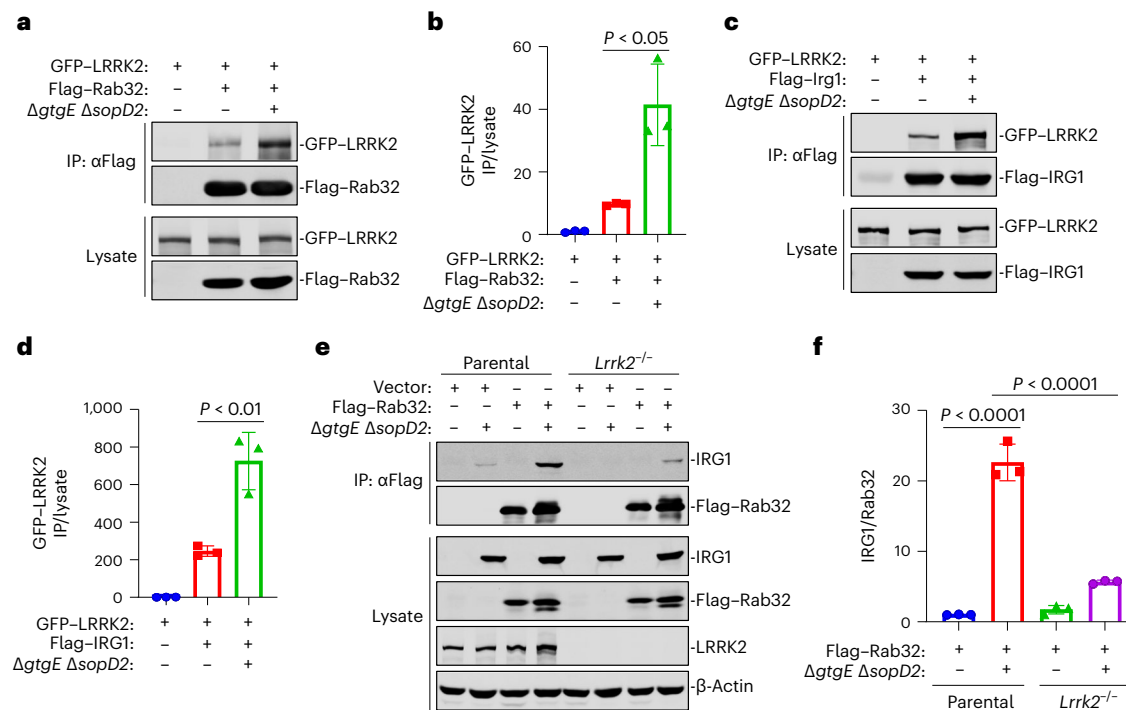 a
GFP–LRRK2: + + +
Flag–Rab32: – + +
ΔgtgE ΔsopD2: – – +
IP: αFlag
-GFP–LRRK2
-Flag–Rab32
Lysate
-GFP–LRRK2
-Flag–Rab32
b
P < 0.05
60
40
20
0
GFP–LRRK2
IP/lysate
GFP–LRRK2: + + +
Flag–Rab32: – + +
ΔgtgE ΔsopD2: – – +
c
GFP–LRRK2: + + +
Flag–Irg1: – + +
ΔgtgE ΔsopD2: – – +
IP: αFlag
-GFP–LRRK2
-Flag–IRG1
Lysate
-GFP–LRRK2
-Flag–IRG1
d
P < 0.01
1,000
800
600
400
200
0
GFP–LRRK2
IP/lysate
GFP–LRRK2: + + +
Flag–IRG1: – + +
ΔgtgE ΔsopD2: – – +
e
Parental Lrrk2–/–
Vector: + + – – + + – –
Flag–Rab32: – – + + – – + +
ΔgtgE ΔsopD2: – + – + – + – +
IP: αFlag
-IRG1
-Flag–Rab32
Lysate
-IRG1
-Flag–Rab32
-LRRK2
-β-Actin
f
P < 0.0001
P < 0.0001
30
20
10
0
IRG1/Rab32
Flag–Rab32: + + + +
ΔgtgE ΔsopD2: – + – +
Parental Lrrk2–/–